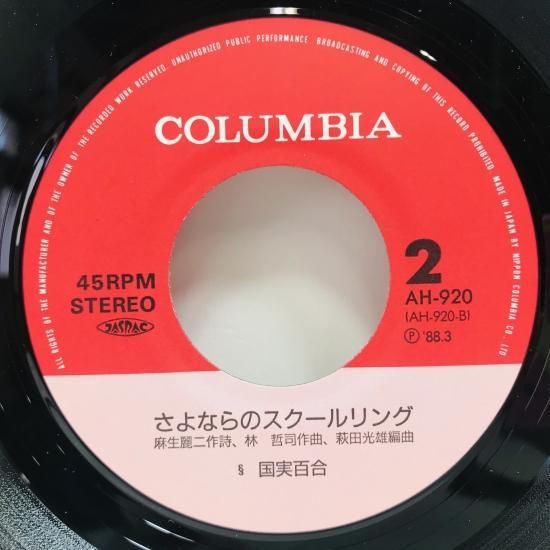 ALL RIGHTS OF THE MANUFACTURER AND OF THE OWNER OF THE RECORDED WORK RESERVED. UNAUTHORIZED PUBLIC PERFORMANCE. BROADCASTING AND COPYING OF THIS RECORD PROHIBITED MADE IN JAPAN BY NIPPON COLUMBIA CO., LTD
COLUMBIA
45RPM
STEREO
JASRAC
2
AH-920
(AH-920-B)
Ⓟ '88.3
さよならのスクールリング
麻生麗二作詩、林 哲司作曲、萩田光雄編曲
§ 国実百合